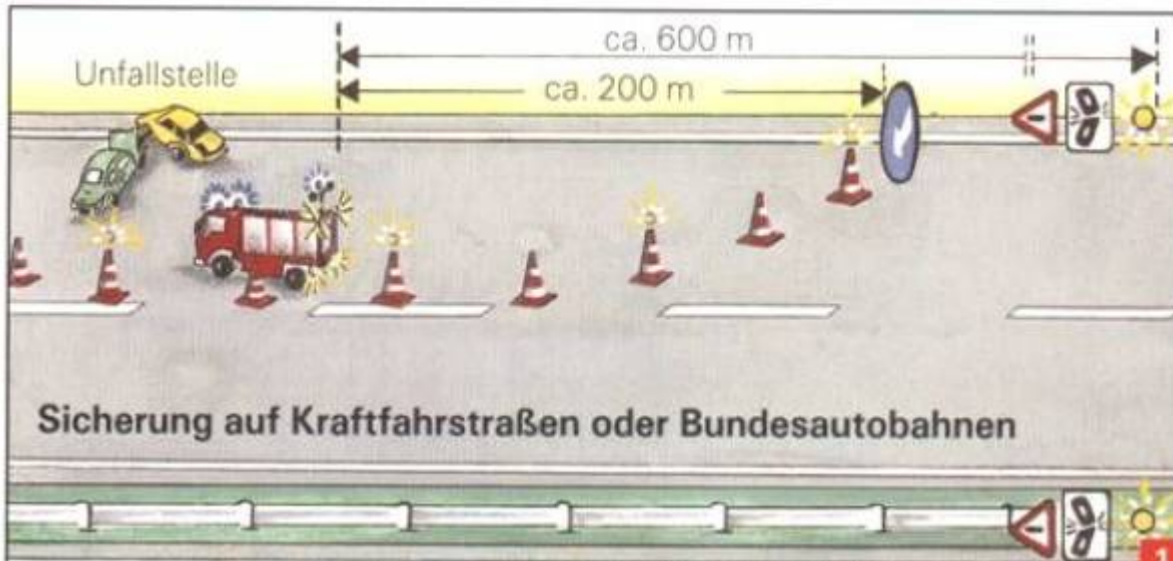 ca. 600 m
Unfallstelle
ca. 200 m
Sicherung auf Kraftfahrstraßen oder Bundesautobahnen
1